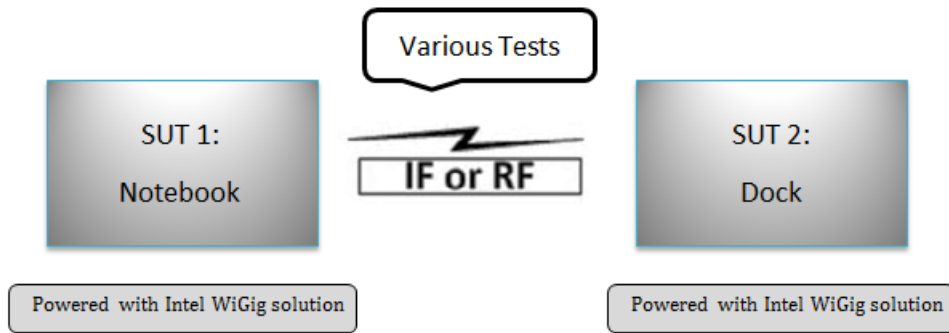 Various Tests
SUT 1:
Notebook
IF or RF
SUT 2:
Dock
Powered with Intel WiGig solution
Powered with Intel WiGig solution